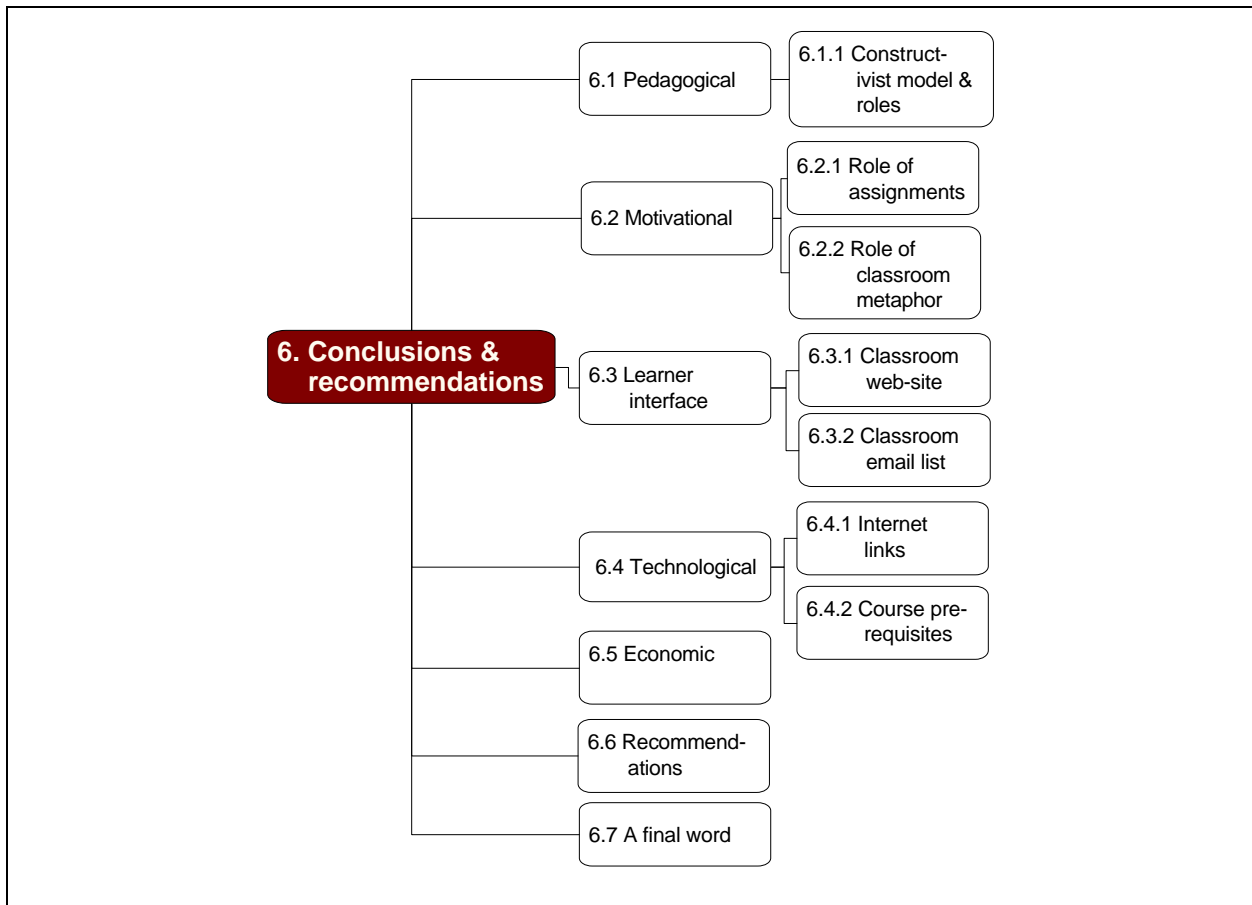 6.1 Pedagogical
6.1.1 Construct-
ivist model &
roles
6.2 Motivational
6.2.1 Role of
assignments
6.2.2 Role of
classroom
metaphor
6. Conclusions &
recommendations
6.3 Learner
interface
6.3.1 Classroom
web-site
6.3.2 Classroom
email list
6.4 Technological
6.4.1 Internet
links
6.4.2 Course pre-
requisites
6.5 Economic
6.6 Recommend-
ations
6.7 A final word